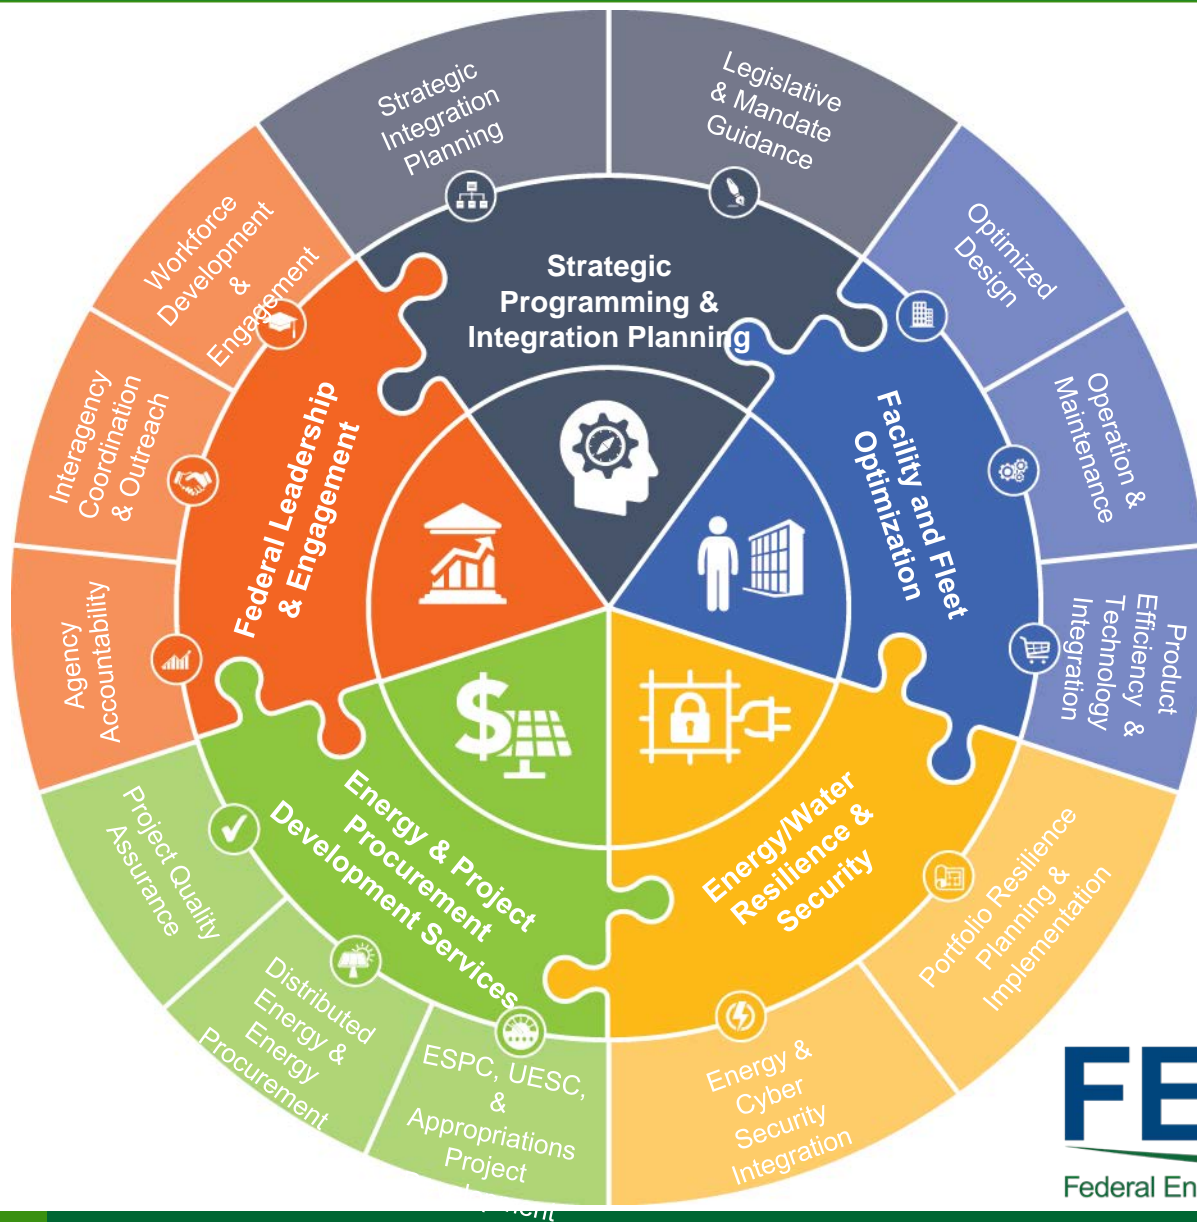 Strategic
Integration
Planning
Legislative
& Mandate
Guidance
Strategic
Programming &
Integration Planning
Optimized
Design
Operation &
Maintenance
Product
Efficiency &
Technology
Integration
Facility and Fleet
Optimization
Workforce
Development
&
Engagement
Interagency
Coordination
& Outreach
Agency
Accountability
Federal Leadership
& Engagement
$
Energy & Project
Procurement
Development Services
Project Quality
Assurance
Distributed
Energy &
Energy
Procurement
ESPC, UESC,
&
Appropriations
Project
Energy/Water
Resilience &
Security
Portfolio Resilience
Planning &
Implementation
Energy &
Cyber
Security
Integration
FE
Federal En